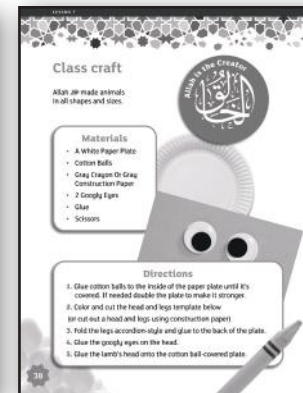 LESSON 7
Class craft
Allah ﷻ made animals
in all shapes and sizes.
Allah is the Creator
الخالق
Materials
• A White Paper Plate
• Cotton Balls
• Gray Crayon Or Gray
Construction Paper
• 2 Googly Eyes
• Glue
• Scissors
Directions
1. Glue cotton balls to the inside of the paper plate until it's
covered. If needed double the plate to make it stronger.
2. Color and cut the head and legs template below
(or cut out a head and legs using construction paper)
3. Fold the legs accordion-style and glue to the back of the plate.
4. Glue the googly eyes on the head.
5. Glue the lamb's head onto the cotton ball-covered plate.
38